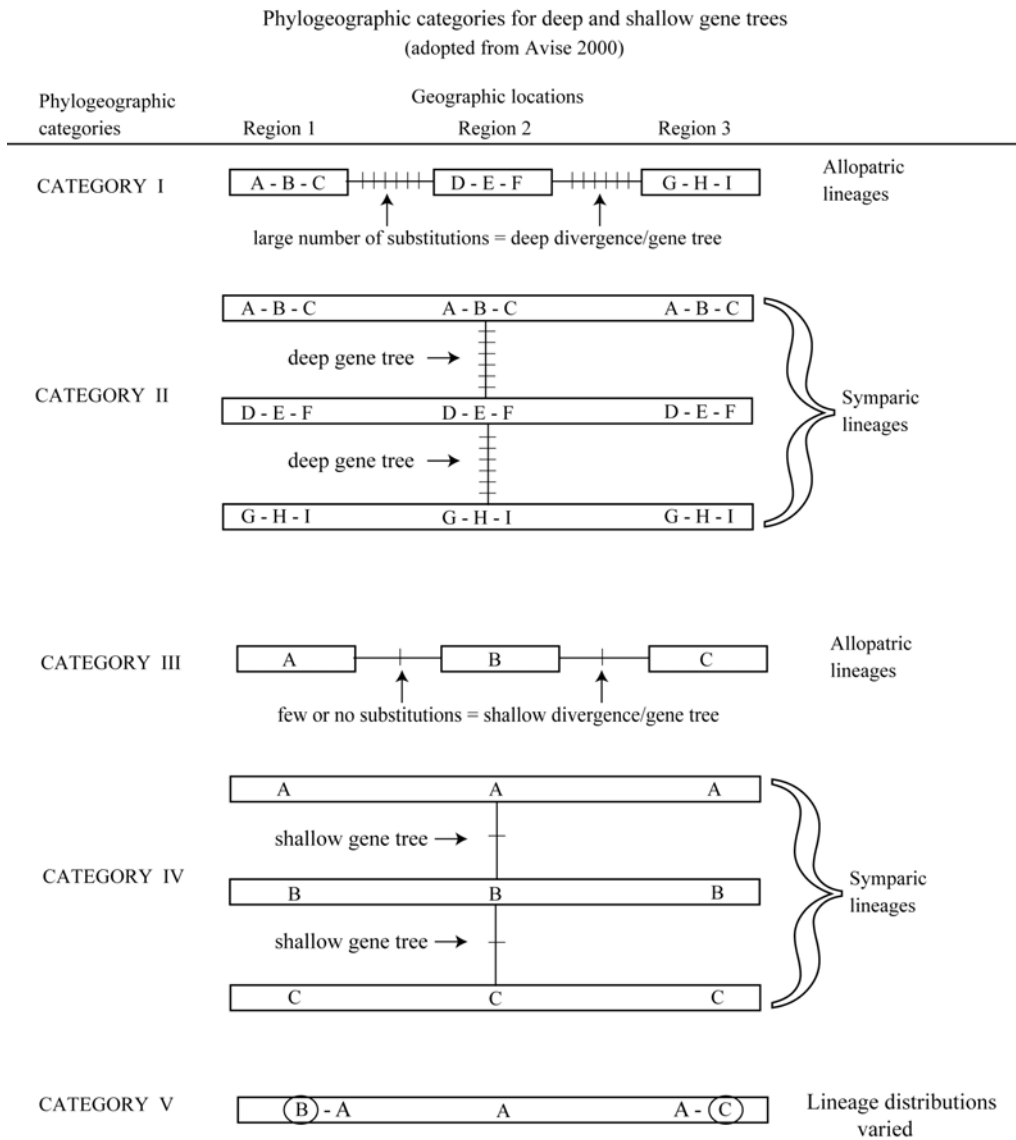 Phylogeographic categories for deep and shallow gene trees
(adopted from Avise 2000)
Phylogeographic
categories
Geographic locations
Region 1 Region 2 Region 3
CATEGORY I
A - B - C D - E - F G - H - I
Allopatric
lineages
large number of substitutions = deep divergence/gene tree
A - B - C A - B - C A - B - C
deep gene tree
CATEGORY II
D - E - F D - E - F D - E - F
Symparic
lineages
deep gene tree
G - H - I G - H - I G - H - I
CATEGORY III
A B C
Allopatric
lineages
few or no substitutions = shallow divergence/gene tree
A A A
shallow gene tree
CATEGORY IV
B B B
Symparic
lineages
shallow gene tree
C C C
CATEGORY V
B - A A A - C
Lineage distributions
varied